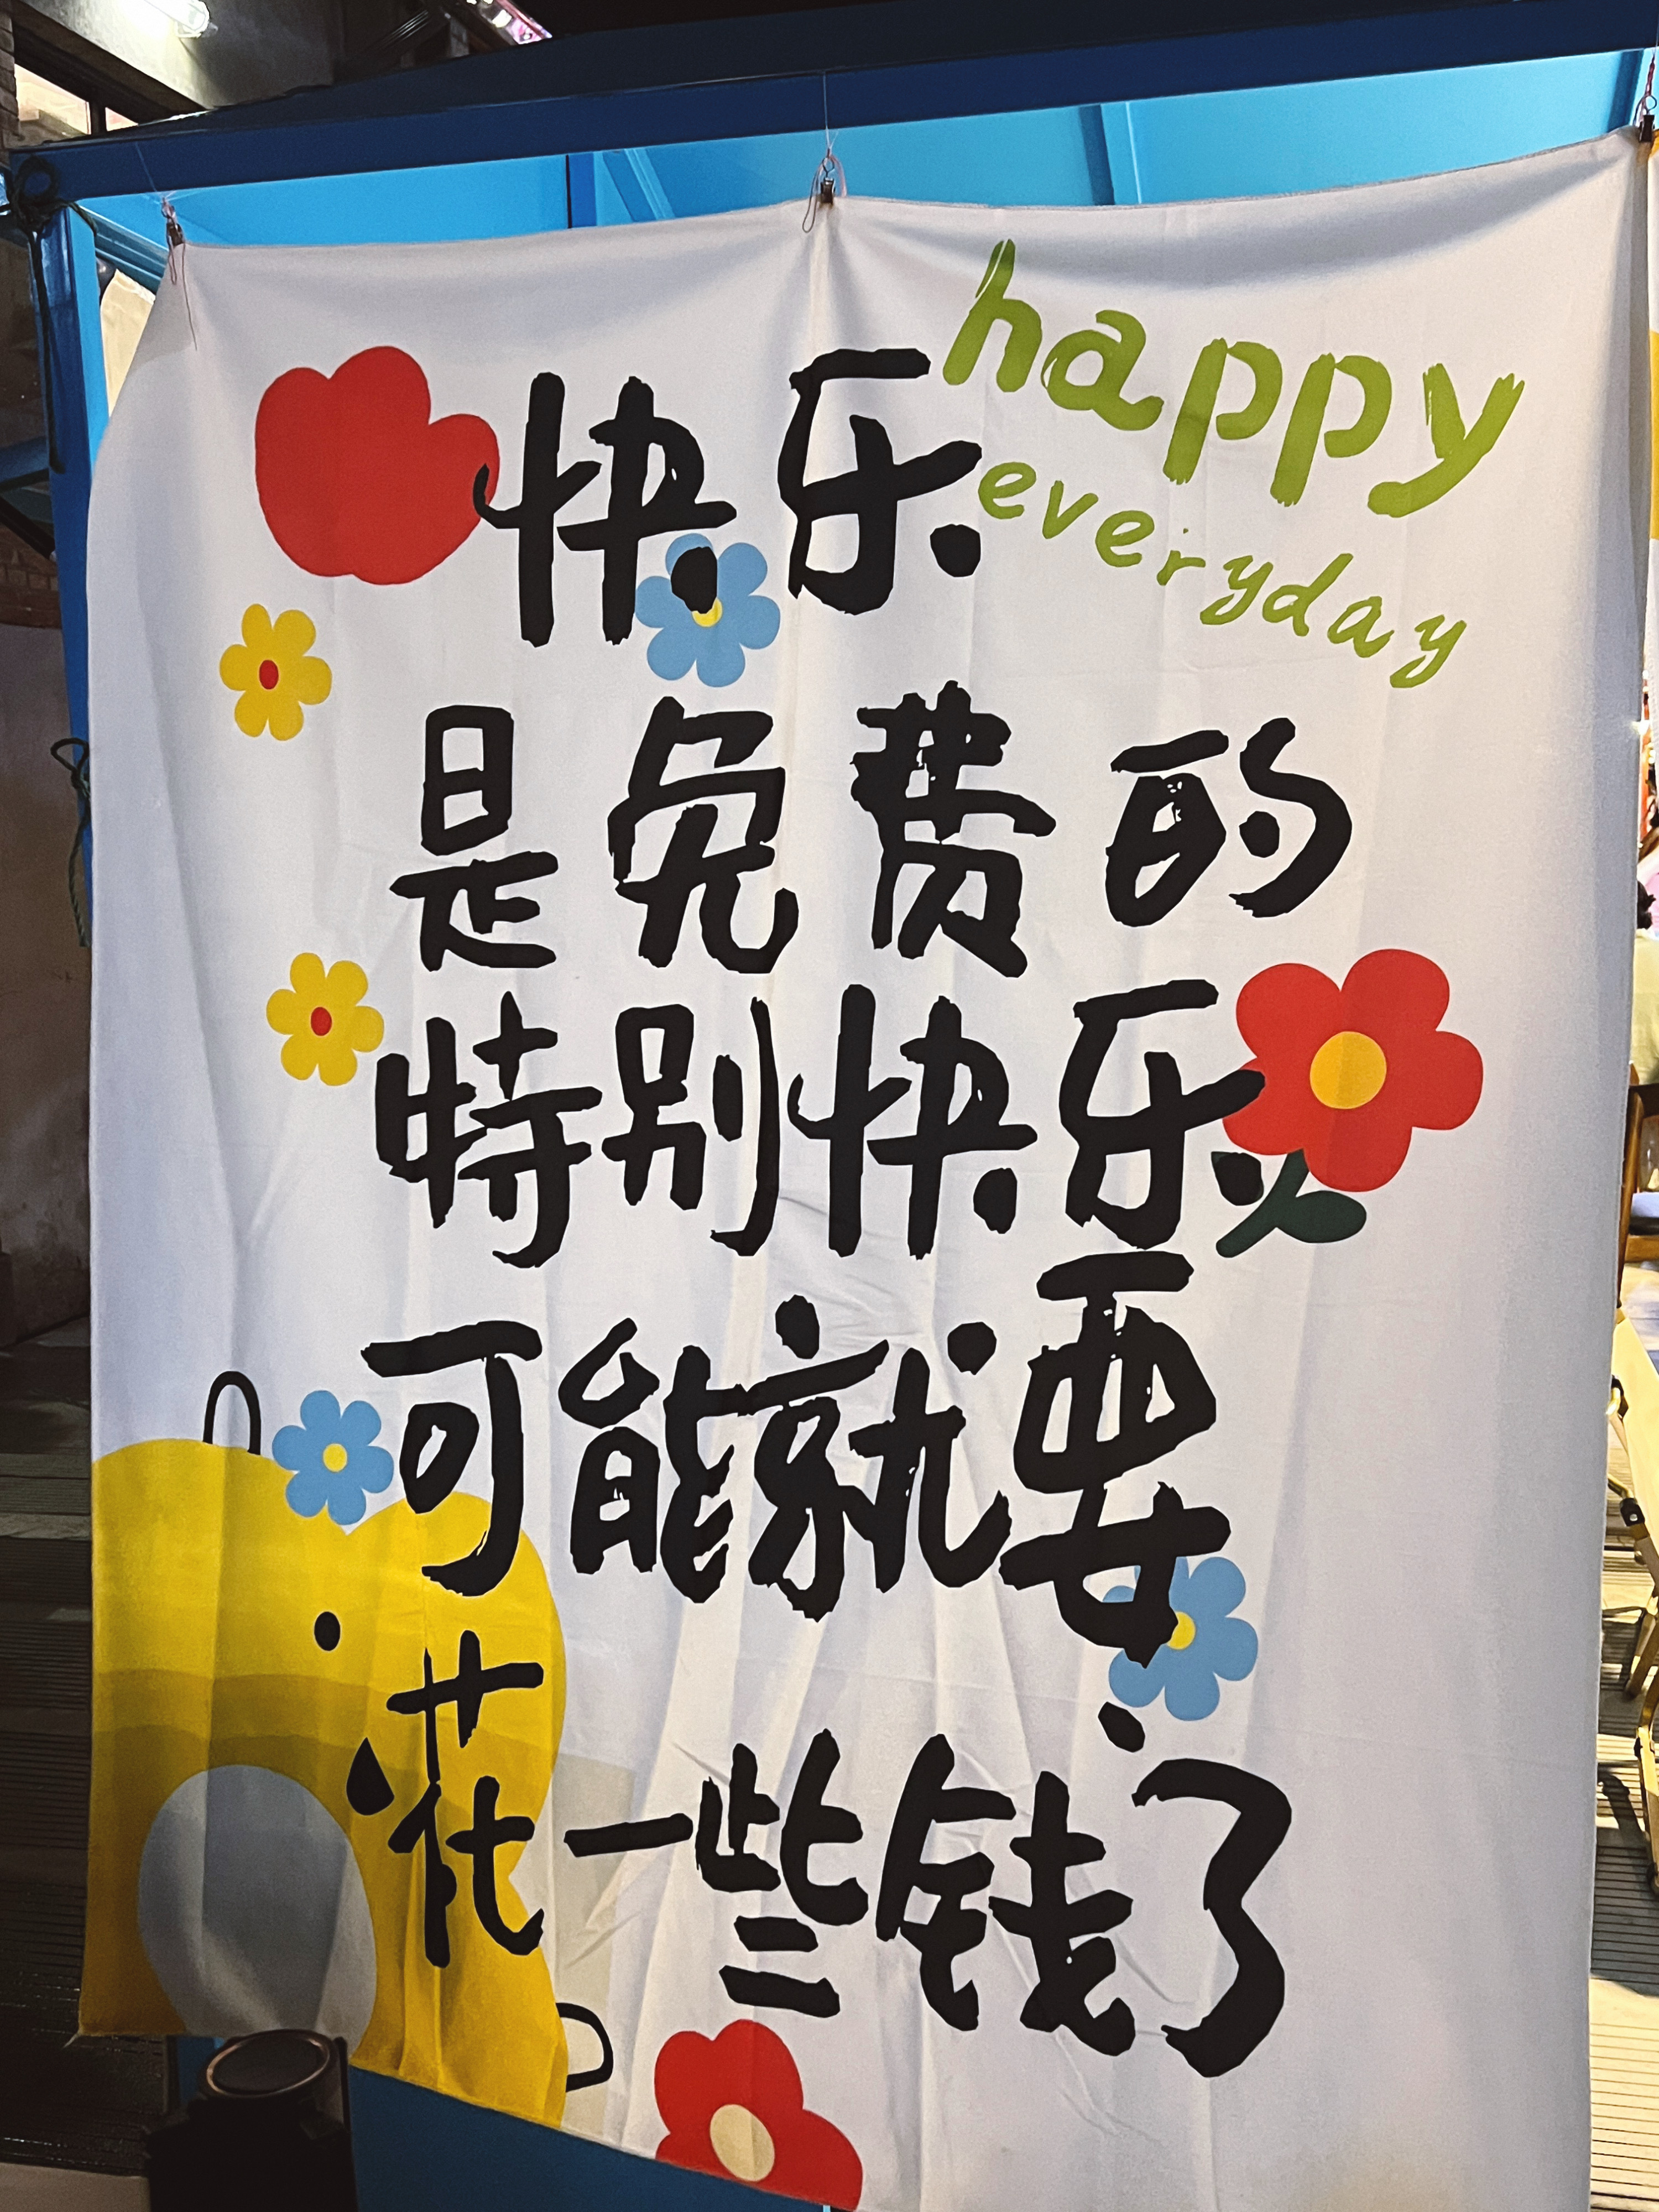 happy
everyday
快乐
是免费的
特别快乐
可能就要
花一些钱了